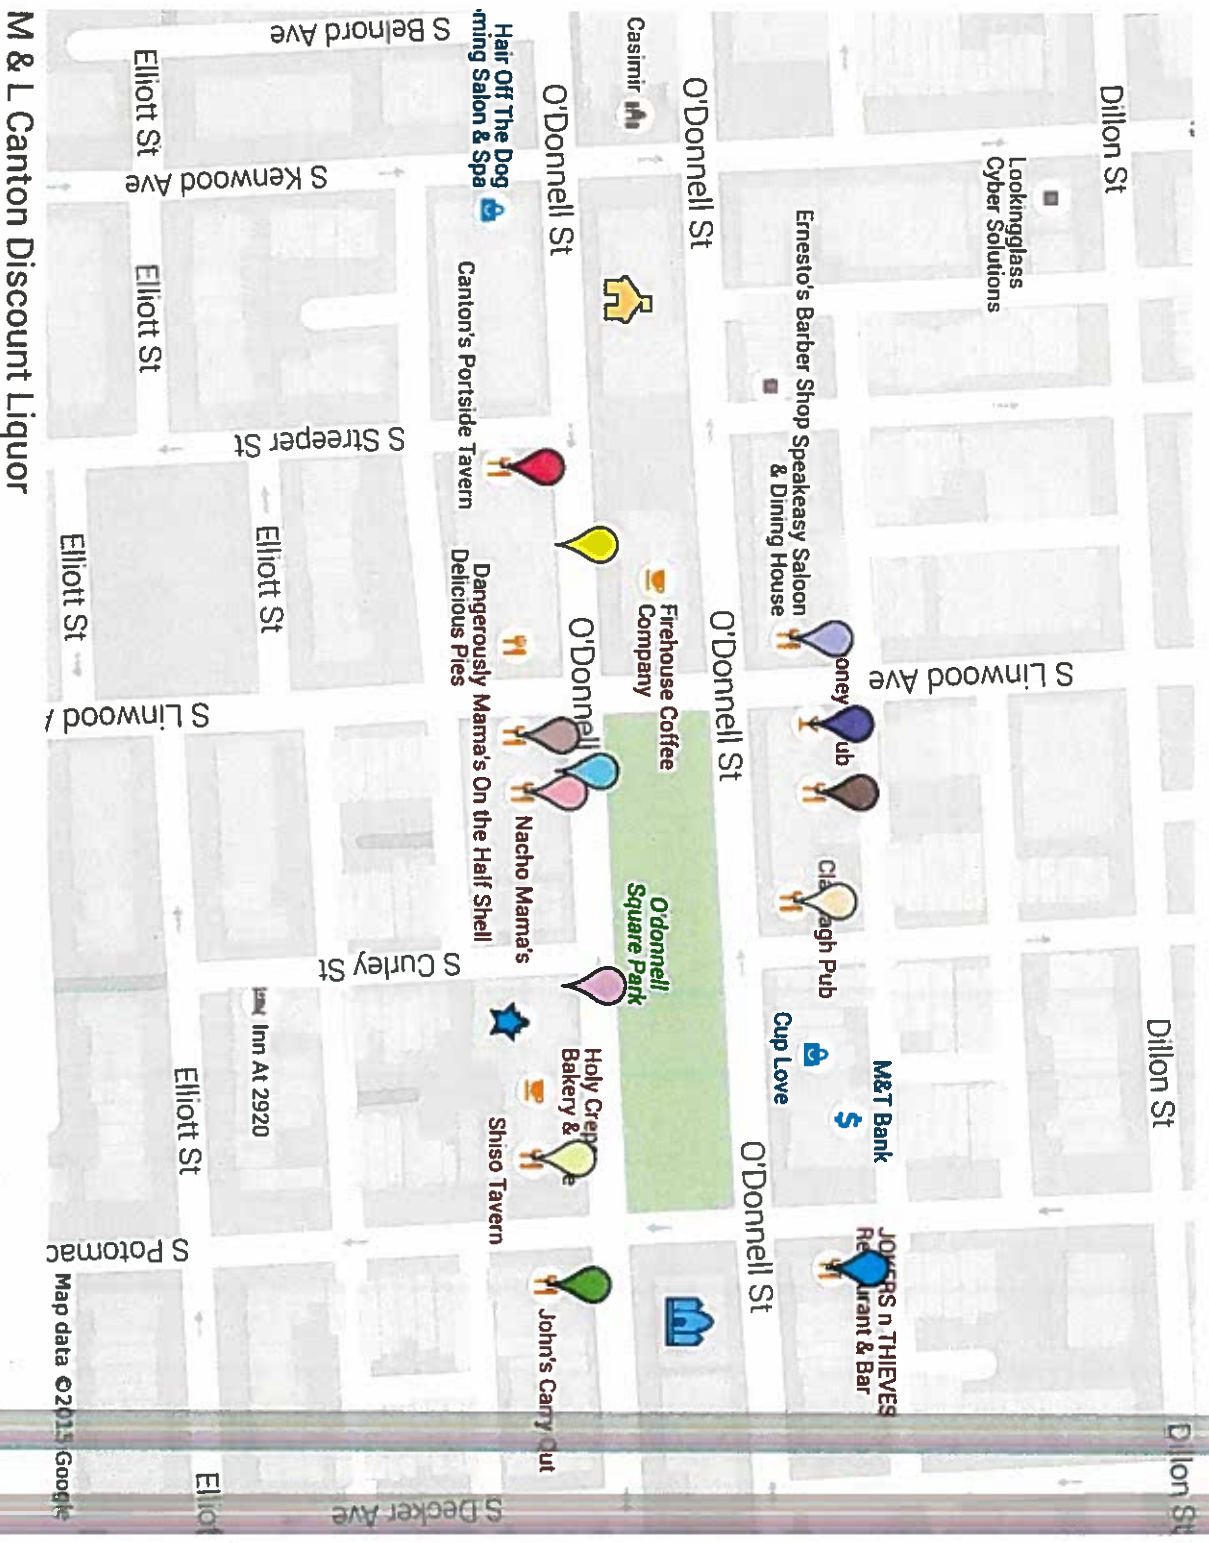 Dillon St
Dillon St
Dillon St
Lookingglass
Cyber Solutions
S Linwood Ave
M&T Bank
JOKERS n THIEVES
Cup Love
Ernesto's Barber Shop
Speakeasy Saloon
& Dining House
O'Donnell St
O'Donnell St
O'Donnell St
Casimir
Firehouse Coffee
Company
O'donnell
Square Park
O'Donnell St
O'Donnell
Holy
Bakery &
Hair Off The Dog
ming Salon & Spa
Canton's Portside Tavern
Dangerously
Delicious Pies
Mama's On the Half Shell
Nacho Mama's
Shiso Tavern
John's Carry Out
S Belnord Ave
S Kenwood Ave
S Streeper St
S Curley St
S Decker Ave
Inn At 2920
Elliott St
Elliott St
Elliott St
Elliott St
Elliott St
S Linwood
S Potomac
Map data ©2015 Google
M & L Canton Discount Liquor